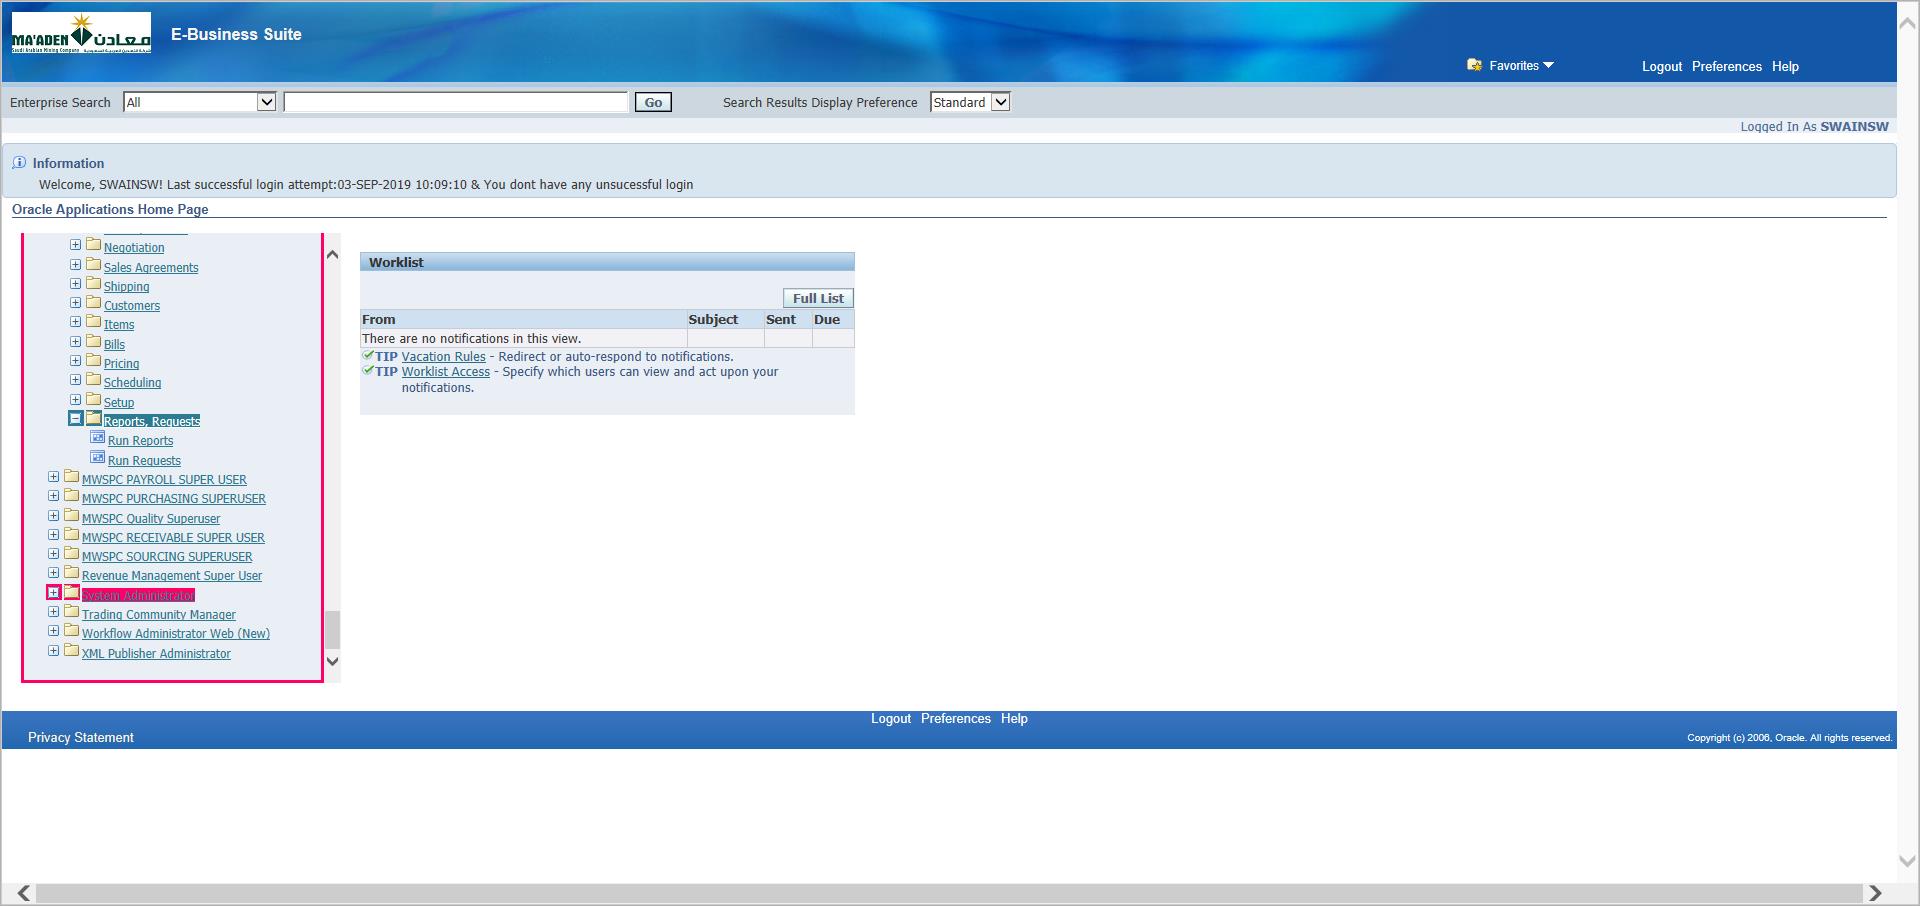 MA'ADEN معادن
Saudi Arabian Mining Company
E-Business Suite
Favorites
Logout Preferences Help
Enterprise Search All Go Search Results Display Preference Standard
Logged In As SWAINSW
Information
Welcome, SWAINSW! Last successful login attempt:03-SEP-2019 10:09:10 & You dont have any unsucessful login
Oracle Applications Home Page
Negotiation
Sales Agreements
Shipping
Customers
Items
Bills
Pricing
Scheduling
Setup
Reports, Requests
Run Reports
Run Requests
MWSPC PAYROLL SUPER USER
MWSPC PURCHASING SUPERUSER
MWSPC Quality Superuser
MWSPC RECEIVABLE SUPER USER
MWSPC SOURCING SUPERUSER
Revenue Management Super User
System Administrator
Trading Community Manager
Workflow Administrator Web (New)
XML Publisher Administrator
Worklist
Full List
From Subject Sent Due
There are no notifications in this view.
TIP Vacation Rules - Redirect or auto-respond to notifications.
TIP Worklist Access - Specify which users can view and act upon your
notifications.
Logout Preferences Help
Privacy Statement
Copyright (c) 2006, Oracle. All rights reserved.